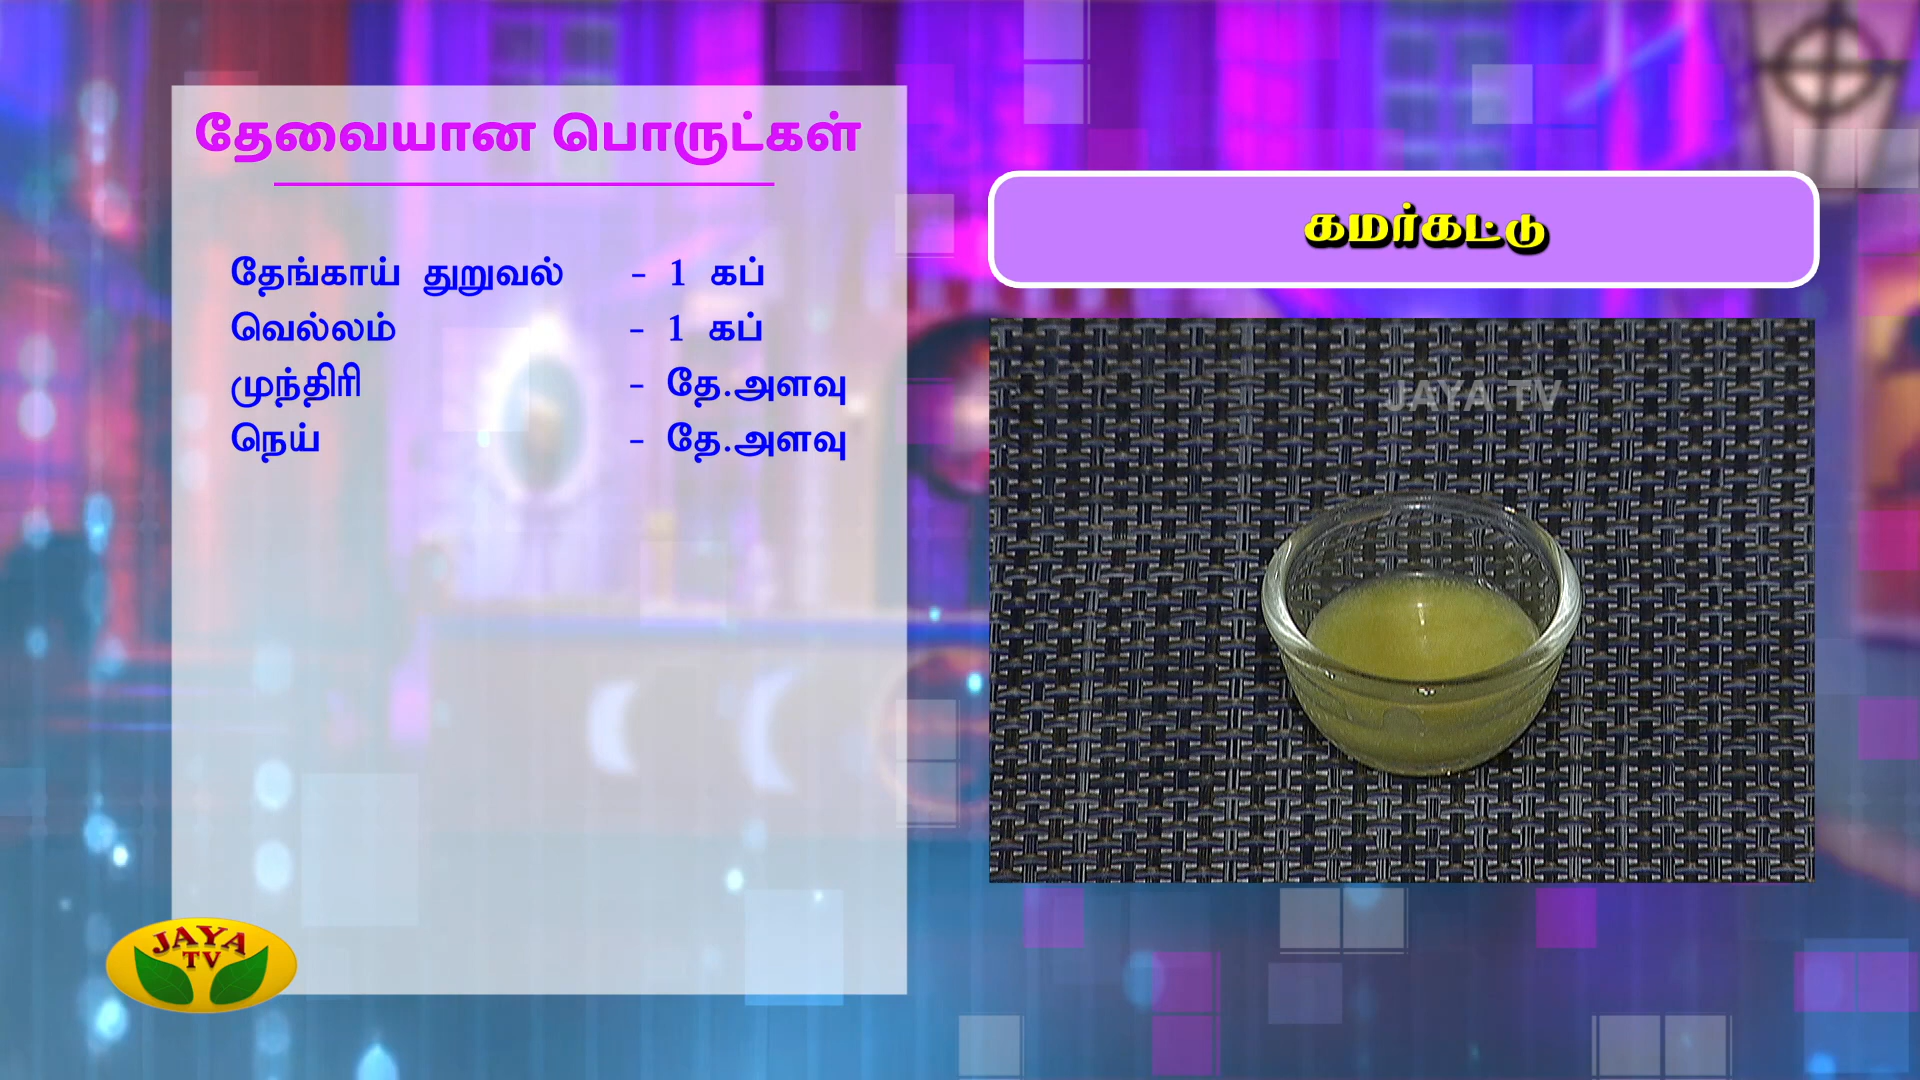 தேவையான பொருட்கள்
தேங்காய் துறுவல் - 1 கப்
வெல்லம் - 1 கப்
முந்திரி - தே.அளவு
நெய் - தே.அளவு
கமர்கட்டு
JAYA TV
JAYA
TV